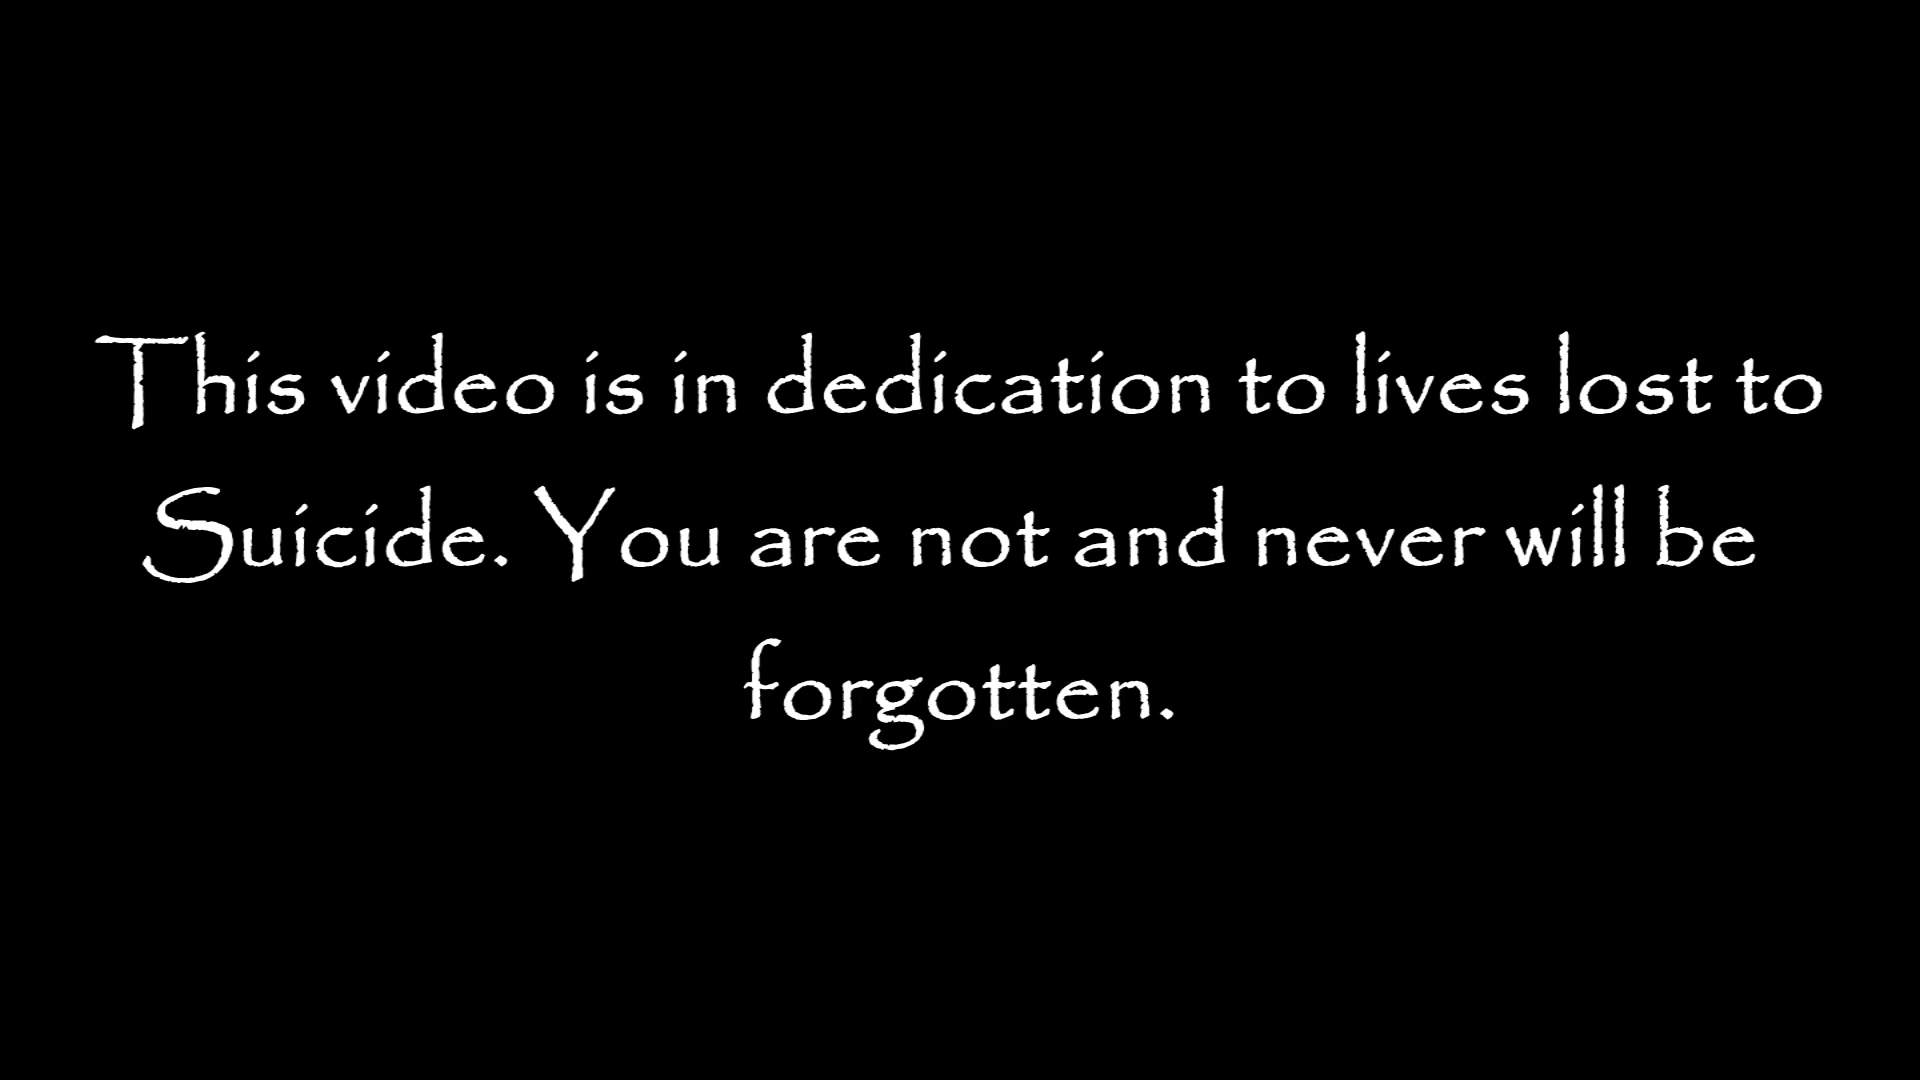 This video is in dedication to lives lost to
Suicide. You are not and never will be
forgotten.